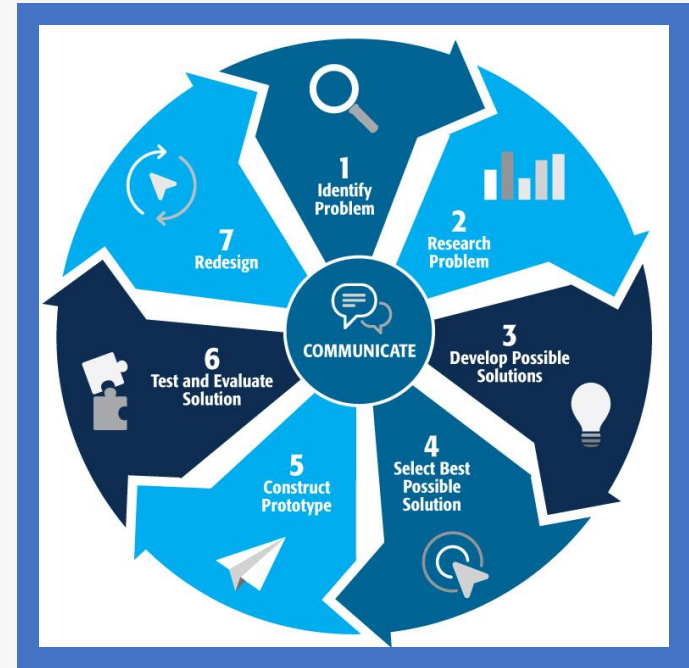 1
Identify
Problem
2
Research
Problem
3
Develop Possible
Solutions
4
Select Best
Possible
Solution
5
Construct
Prototype
6
Test and Evaluate
Solution
7
Redesign
COMMUNICATE